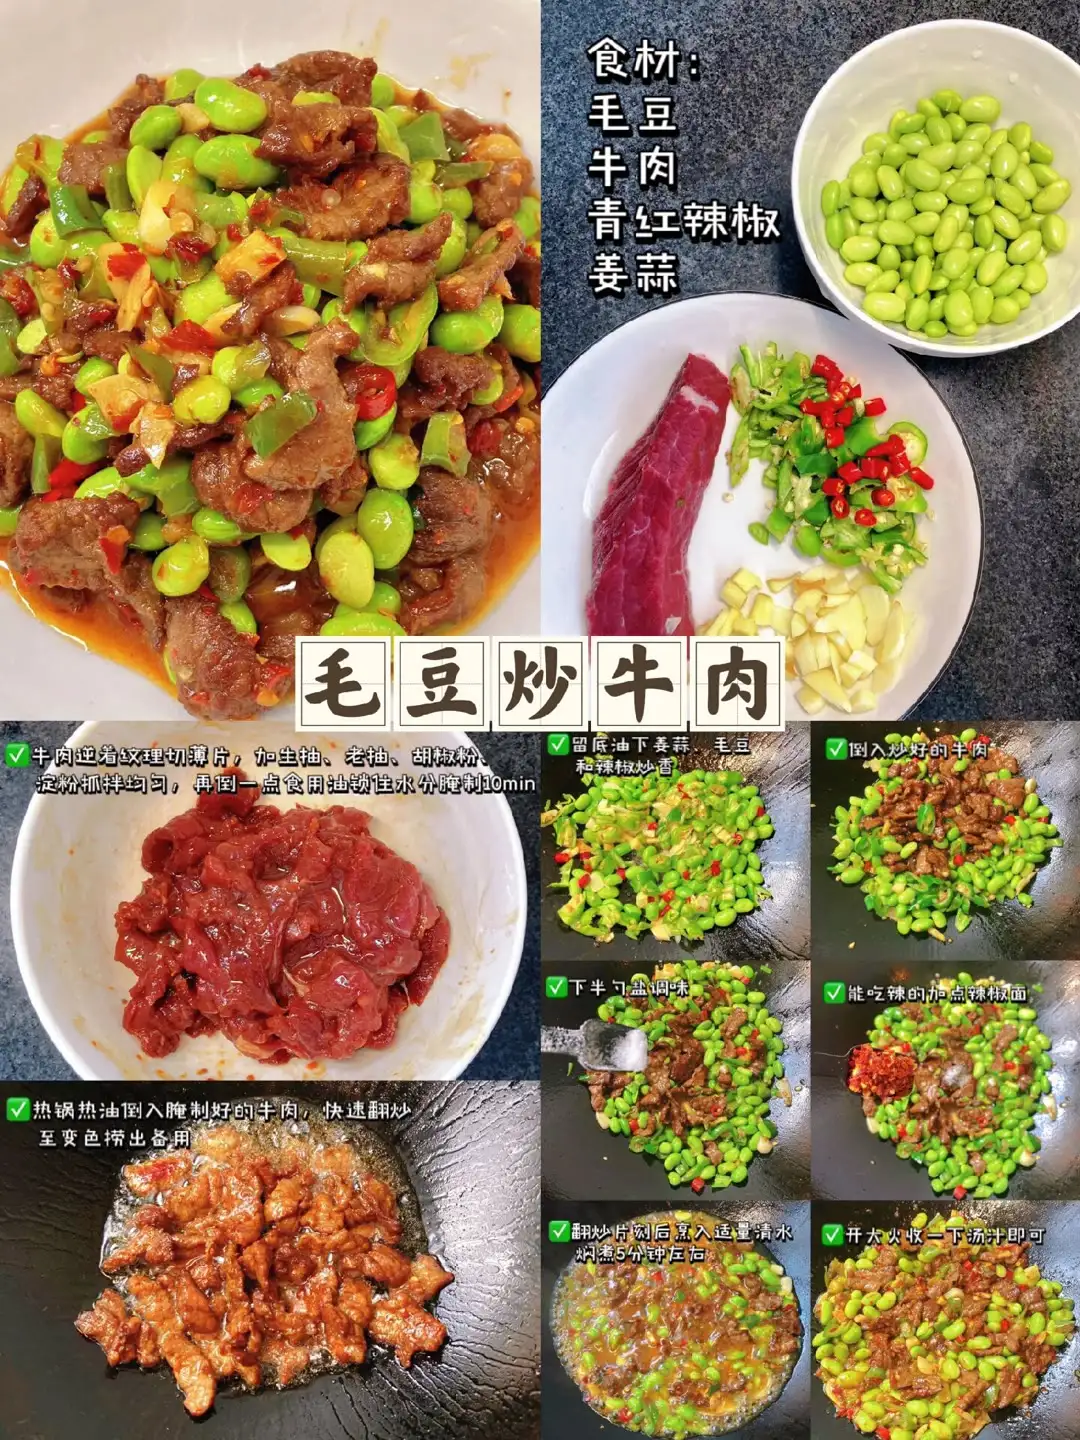 食材：
毛豆
牛肉
青红辣椒
姜蒜
毛豆炒牛肉
✅牛肉逆着纹理切薄片，加生抽、老抽、胡椒粉、
淀粉抓拌均匀，再倒一点食用油锁住水分腌制10min
✅热锅热油倒入腌制好的牛肉，快速翻炒
至变色捞出备用
✅留底油下姜蒜 毛豆
和辣椒炒香
✅倒入炒好的牛肉
✅下半勺盐调味
✅能吃辣的加点辣椒面
✅翻炒片刻后烹入适量清水
焖煮5分钟左右
✅开大火收一下汤汁即可